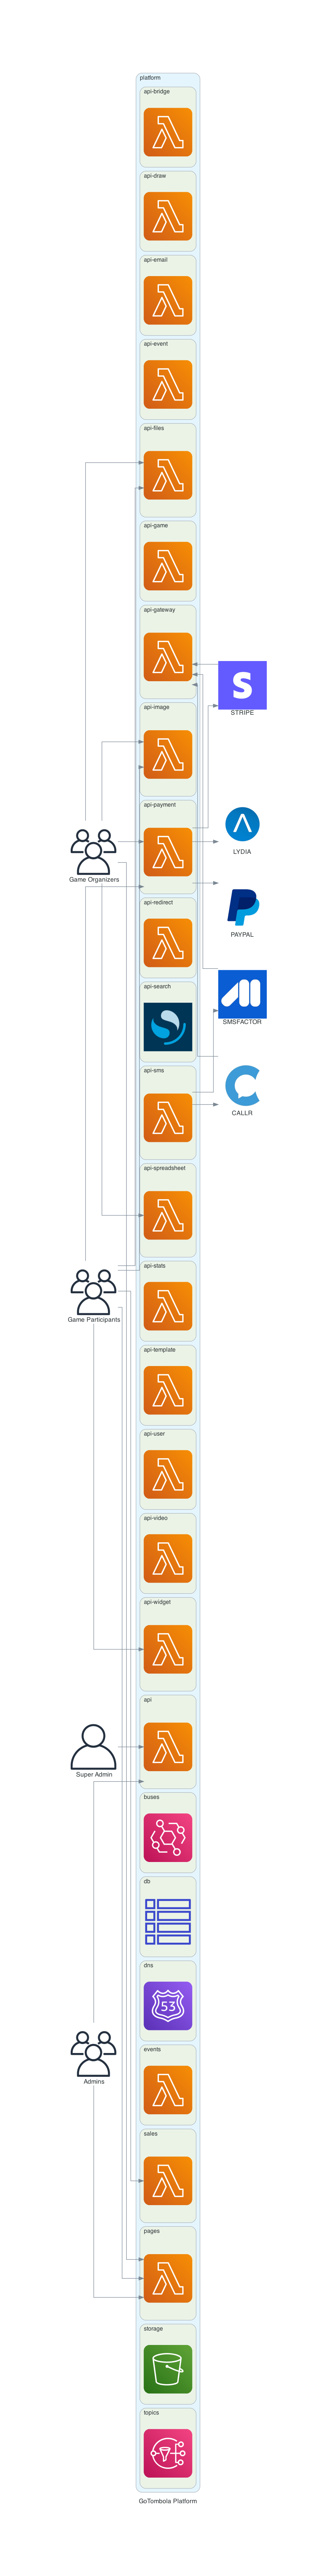 platform
api-bridge
api-draw
api-email
api-event
api-files
api-game
api-gateway
STRIPE
api-image
api-payment
LYDIA
Game Organizers
api-redirect
PAYPAL
api-search
SMSFACTOR
api-sms
CALLR
api-spreadsheet
api-stats
Game Participants
api-template
api-user
api-video
api-widget
api
Super Admin
buses
db
dns
53
events
Admins
sales
pages
storage
topics
GoTombola Platform